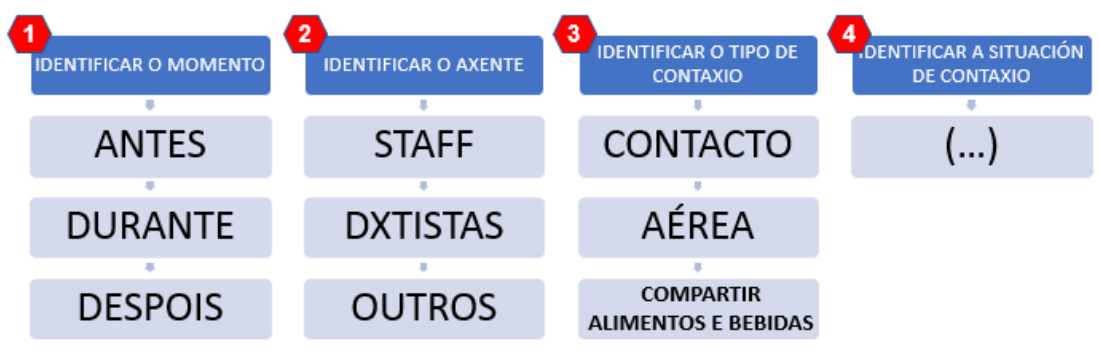 1
IDENTIFICAR O MOMENTO
ANTES
DURANTE
DESPOIS
2
IDENTIFICAR O AXENTE
STAFF
DXTISTAS
OUTROS
3
IDENTIFICAR O TIPO DE
CONTAXIO
CONTACTO
AÉREA
COMPARTIR
ALIMENTOS E BEBIDAS
4
IDENTIFICAR A SITUACIÓN
DE CONTAXIO
(...)